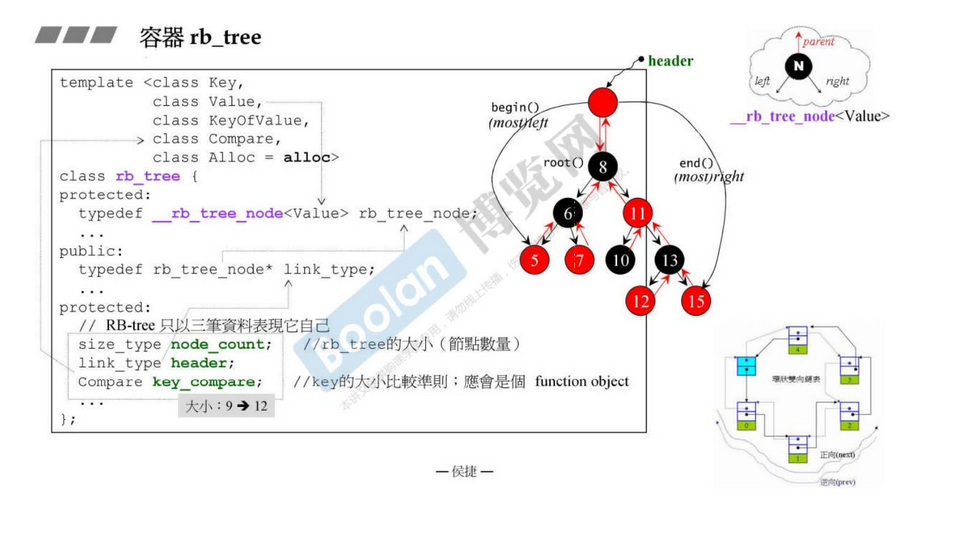 容器 rb_tree
template <class Key,
class Value,
class KeyOfValue,
class Compare,
class Alloc = alloc>
class rb_tree {
protected:
typedef __rb_tree_node<Value> rb_tree_node;
...
public:
typedef rb_tree_node* link_type;
...
protected:
// RB-tree 只以三筆資料表現它自己
size_type node_count; //rb_tree的大小（節點數量）
link_type header;
Compare key_compare; //key的大小比較準則；應會是個 function object
...
大小：9 ➔ 12
};
header
begin()
(most)left
root()
end()
(most)right
8
6
11
5
7
10
13
12
15
parent
N
left
right
__rb_tree_node<Value>
4
3
環狀雙向鏈表
0
2
1
正向(next)
逆向(prev)
Boolan 博览网
— 侯捷 —